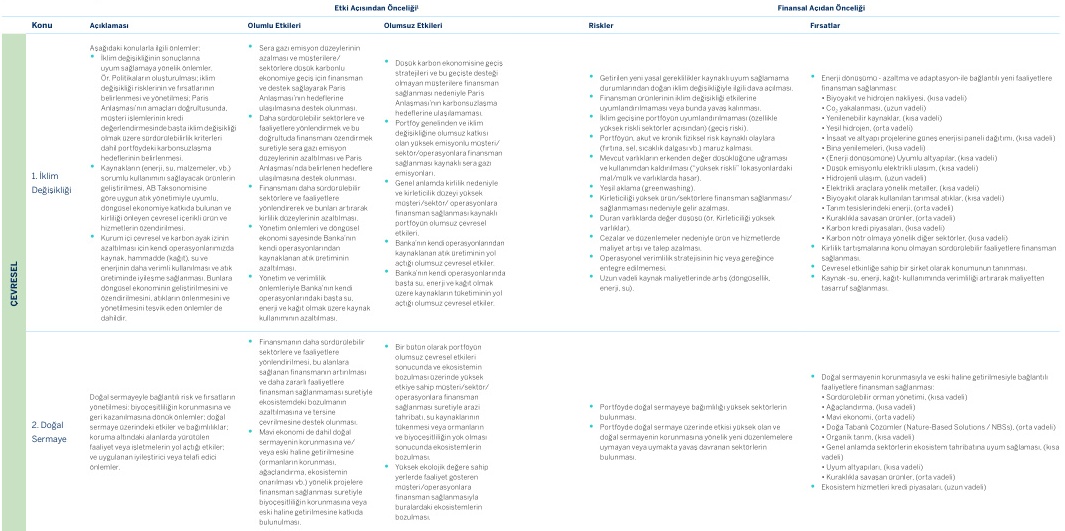 Etki Açısından Önceliği¹
Finansal Açıdan Önceliği
Konu
Açıklaması
Olumlu Etkileri
Olumsuz Etkileri
Riskler
Fırsatlar
ÇEVRESEL
1. İklim
Değişikliği
Aşağıdaki konularla ilgili önlemler:
• İklim değişikliğinin sonuçlarına
uyum sağlamaya yönelik önlemler.
Ör. Politikaların oluşturulması; iklim
değişikliği risklerinin ve fırsatlarının
belirlenmesi ve yönetilmesi; Paris
Anlaşması'nın amaçları doğrultusunda,
müşteri işlemlerinin kredi
değerlendirmesinde başta iklim değişikliği
olmak üzere sürdürülebilirlik kriterleri
dahil portföydeki karbonsuzlaşma
hedeflerinin belirlenmesi.
• Kaynakların (enerji, su, malzemeler, vb.)
sorumlu kullanımını sağlayacak ürünlerin
geliştirilmesi. AB Taksonomisine
göre uygun atık yönetimiyle uyumlu,
döngüsel ekonomiye katkıda bulunan ve
kirliliği önleyen çevresel içerikli ürün ve
hizmetlerin özendirilmesi.
• Kurum içi çevresel ve karbon ayak izinin
azaltılması için kendi operasyonlarımızda
kaynak, hammadde (kağıt), su ve
enerjinin daha verimli kullanılması ve atık
üretiminde iyileşme sağlanması. Bunlara
döngüsel ekonominin geliştirilmesini ve
özendirilmesini, atıkların önlenmesini ve
yönetilmesini teşvik eden önlemler de
dahildir.
• Sera gazı emisyon düzeylerinin
azalması ve müşterilere/
sektörlere düşük karbonlu
ekonomiye geçiş için finansman
ve destek sağlayarak Paris
Anlaşması'nın hedeflerine
ulaşılmasına destek olunması.
• Daha sürdürülebilir sektörlere ve
faaliyetlere yönlendirmek ve bu
doğrultuda finansmanı özendirmek
suretiyle sera gazı emisyon
düzeylerinin azaltılması ve Paris
Anlaşması'nda belirlenen hedeflere
ulaşılmasına destek olunması.
• Finansmanı daha sürdürülebilir
sektörlere ve faaliyetlere
yönlendirerek ve bunları artırarak
kirlilik düzeylerinin azaltılması.
• Yönetim önlemleri ve döngüsel
ekonomi sayesinde Banka'nın
kendi operasyonlarından
kaynaklanan atık üretiminin
azaltılması.
• Yönetim ve verimlilik
önlemleriyle Banka'nın kendi
operasyonlarındaki başta su,
enerji ve kağıt olmak üzere kaynak
kullanımının azaltılması.
• Düşük karbon ekonomisine geçiş
stratejileri ve bu geçişte desteği
olmayan müşterilere finansman
sağlanması nedeniyle Paris
Anlaşması'nın karbonsuzlaşma
hedeflerine ulaşılamaması.
• Portföy genelinden ve iklim
değişikliğine olumsuz katkısı
olan yüksek emisyonlu müşteri/
sektör/operasyonlara finansman
sağlanması kaynaklı sera gazı
emisyonları.
• Genel anlamda kirlilik nedeniyle
ve kirleticilik düzeyi yüksek
müşteri/sektör/ operasyonlara
finansman sağlanması kaynaklı
portföyün olumsuz çevresel
etkileri.
• Banka'nın kendi operasyonlarından
kaynaklanan atık üretiminin yol
açtığı olumsuz çevresel etkiler.
• Banka'nın kendi operasyonlarında
başta su, enerji ve kağıt olmak
üzere kaynakların tüketiminin yol
açtığı olumsuz çevresel etkiler.
• Getirilen yeni yasal gereklilikler kaynaklı uyum sağlamama
durumlarından doğan iklim değişikliğiyle ilgili dava açılması.
• Finansman ürünlerinin iklim değişikliği etkilerine
uyumlandırılmaması veya bunda yavaş kalınması.
• İklim geçişine portföyün uyumlandırılmaması (özellikle
yüksek riskli sektörler açısından) (geçiş riski).
• Portföyün, akut ve kronik fiziksel risk kaynaklı olaylara
(fırtına, sel, sıcaklık dalgası vb.) maruz kalması.
• Mevcut varlıkların erkenden değer düşüklüğüne uğraması
ve kullanımdan kaldırılması ("yüksek riskli" lokasyonlardaki
mal/mülk ve varlıklarda hasar).
• Yeşil aklama (greenwashing).
• Kirleticiliği yüksek ürün/sektörlere finansman sağlanması/
sağlanmaması nedeniyle gelir azalması.
• Duran varlıklarda değer düşüşü (ör. Kirleticiliği yüksek
varlıklar).
• Cezalar ve düzenlemeler nedeniyle ürün ve hizmetlerde
maliyet artışı ve talep azalması.
• Operasyonel verimlilik stratejisinin hiç veya gereğince
entegre edilmemesi.
• Uzun vadeli kaynak maliyetlerinde artış (döngüsellik,
enerji, su).
• Enerji dönüşümü - azaltma ve adaptasyon-ile bağlantılı yeni faaliyetlere
finansman sağlanması:
• Biyoyakıt ve hidrojen nakliyesi, (kısa vadeli)
• Co₂ yakalanması, (uzun vadeli)
• Yenilenebilir kaynaklar, (kısa vadeli)
• Yeşil hidrojen, (orta vadeli)
• İnşaat ve altyapı projelerine güneş enerjisi paneli dağıtımı, (kısa vadeli)
• Bina yenilemeleri, (kısa vadeli)
• (Enerji dönüşümüne) Uyumlu altyapılar, (kısa vadeli)
• Düşük emisyonlu elektrikli ulaşım, (kısa vadeli)
• Hidrojenli ulaşım, (uzun vadeli)
• Elektrikli araçlara yönelik metaller, (kısa vadeli)
• Biyoyakıt olarak kullanılan tarımsal atıklar, (kısa vadeli)
• Tarım tesislerindeki enerji, (orta vadeli)
• Kuraklıkla savaşan ürünler, (orta vadeli)
• Karbon kredi piyasaları, (kısa vadeli)
• Karbon nötr olmaya yönelik diğer sektörler, (kısa vadeli)
• Kirlilik tartışmalarına konu olmayan sürdürülebilir faaliyetlere finansman
sağlanması.
• Çevresel etkinliğe sahip bir şirket olarak konumunun tanınması.
• Kaynak -su, enerji, kağıt- kullanımında verimliliği artırarak maliyetten
tasarruf sağlanması.
2. Doğal
Sermaye
Doğal sermayeyle bağlantılı risk ve fırsatların
yönetilmesi; biyoçeşitliliğin korunmasına ve
geri kazanılmasına dönük önlemler; doğal
sermaye üzerindeki etkiler ve bağımlılıklar;
koruma altındaki alanlarda yürütülen
faaliyet veya işletmelerin yol açtığı etkiler;
ve uygulanan iyileştirici veya telafi edici
önlemler.
• Finansmanın daha sürdürülebilir
sektörlere ve faaliyetlere
yönlendirilmesi, bu alanlara
sağlanan finansmanın artırılması
ve daha zararlı faaliyetlere
finansman sağlanmaması suretiyle
ekosistemdeki bozulmanın
azaltılmasına ve tersine
çevrilmesine destek olunması.
• Mavi ekonomi de dahil doğal
sermayenin korunmasına ve/
veya eski haline getirilmesine
(ormanların korunması,
ağaçlandırma, ekosistemin
onarılması vb.) yönelik projelere
finansman sağlanması suretiyle
biyoçeşitliliğin korunmasına veya
eski haline getirilmesine katkıda
bulunulması.
• Bir bütün olarak portföyün
olumsuz çevresel etkileri
sonucunda ve ekosistemin
bozulması üzerinde yüksek
etkiye sahip müşteri/sektör/
operasyonlara finansman
sağlanması suretiyle arazi
tahribatı, su kaynaklarının
tükenmesi veya ormanların
ve biyoçeşitliliğin yok olması
sonucunda ekosistemlerin
bozulması.
• Yüksek ekolojik değere sahip
yerlerde faaliyet gösteren
müşteri/operasyonlara
finansman sağlanmasıyla
buralardaki ekosistemlerin
bozulması.
• Portföyde doğal sermayeye bağımlılığı yüksek sektörlerin
bulunması.
• Portföyde doğal sermaye üzerinde etkisi yüksek olan ve
doğal sermayenin korunmasına yönelik yeni düzenlemelere
uymayan veya uymakta yavaş davranan sektörlerin
bulunması.
• Doğal sermayenin korunmasıyla ve eski haline getirilmesiyle bağlantılı
faaliyetlere finansman sağlanması:
• Sürdürülebilir orman yönetimi, (kısa vadeli)
• Ağaçlandırma, (kısa vadeli)
• Mavi ekonomi, (orta vadeli)
• Doğa Tabanlı Çözümler (Nature-Based Solutions / NBSs), (orta vadeli)
• Organik tarım, (kısa vadeli)
• Genel anlamda sektörlerin ekosistem tahribatına uyum sağlaması, (kısa
vadeli)
• Uyum altyapıları, (kısa vadeli)
• Kuraklıkla savaşan ürünler, (orta vadeli)
• Ekosistem hizmetleri kredi piyasaları, (uzun vadeli)